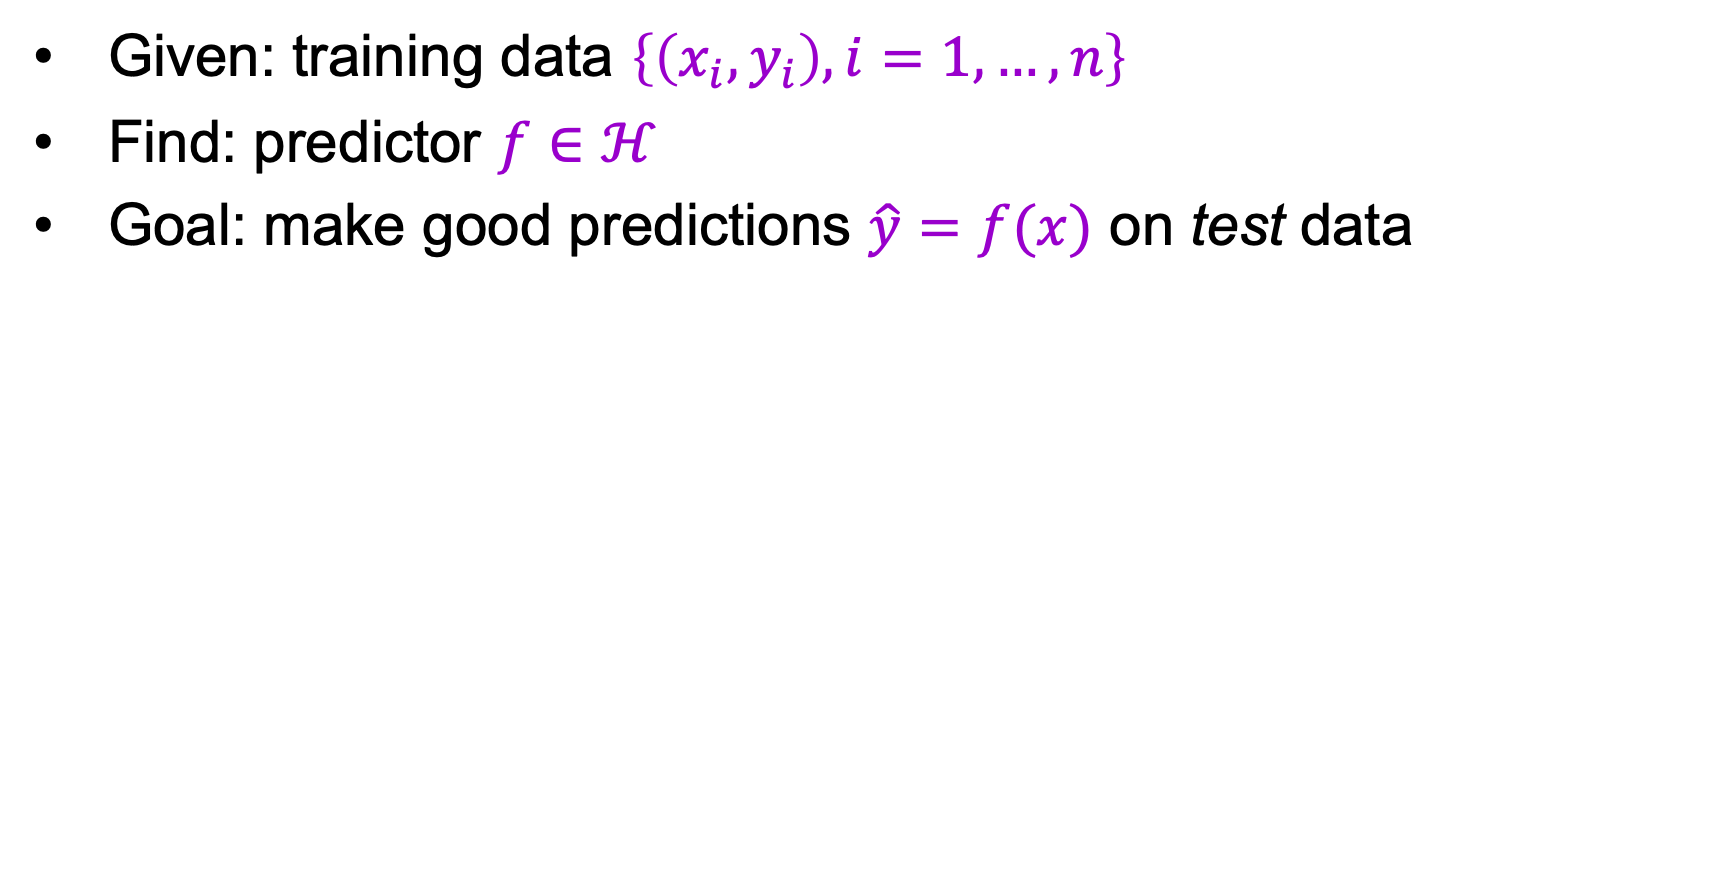 • Given: training data {(xᵢ, yᵢ), i = 1, … , n}
• Find: predictor f ∈ ℋ
• Goal: make good predictions ŷ = f(x) on test data